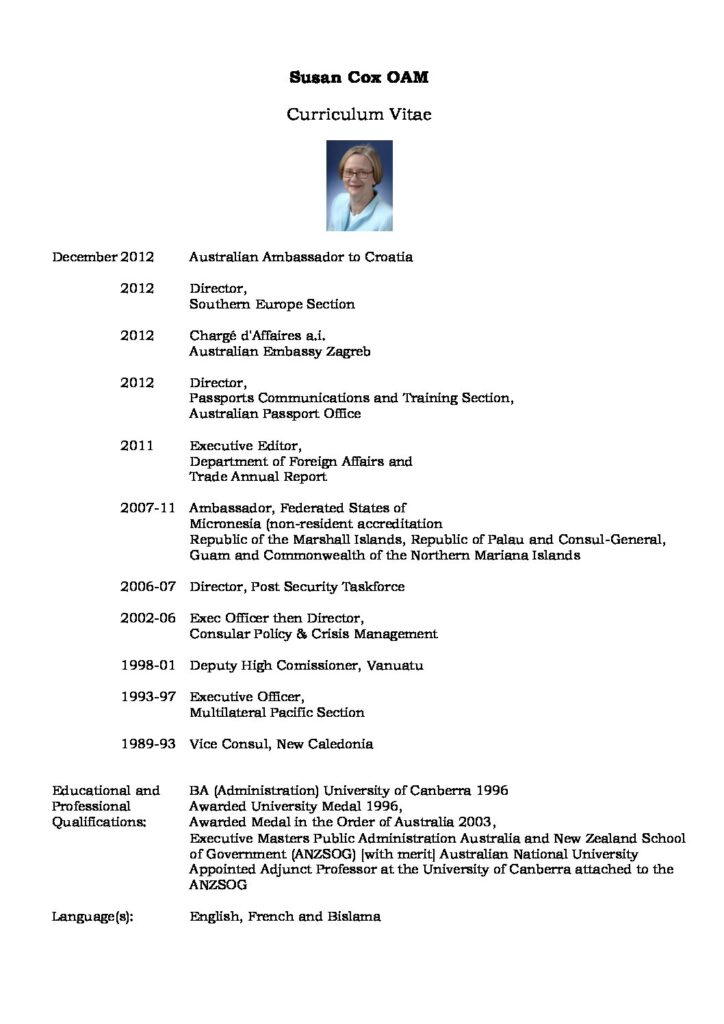 Susan Cox OAM
Curriculum Vitae
December 2012 Australian Ambassador to Croatia
2012 Director,
Southern Europe Section
2012 Chargé d'Affaires a.i.
Australian Embassy Zagreb
2012 Director,
Passports Communications and Training Section,
Australian Passport Office
2011 Executive Editor,
Department of Foreign Affairs and
Trade Annual Report
2007-11 Ambassador, Federated States of
Micronesia (non-resident accreditation
Republic of the Marshall Islands, Republic of Palau and Consul-General,
Guam and Commonwealth of the Northern Mariana Islands
2006-07 Director, Post Security Taskforce
2002-06 Exec Officer then Director,
Consular Policy & Crisis Management
1998-01 Deputy High Comissioner, Vanuatu
1993-97 Executive Officer,
Multilateral Pacific Section
1989-93 Vice Consul, New Caledonia
Educational and BA (Administration) University of Canberra 1996
Professional Awarded University Medal 1996,
Qualifications: Awarded Medal in the Order of Australia 2003,
Executive Masters Public Administration Australia and New Zealand School
of Government (ANZSOG) |with merit| Australian National University
Appointed Adjunct Professor at the University of Canberra attached to the
ANZSOG
Language(s): English, French and Bislama